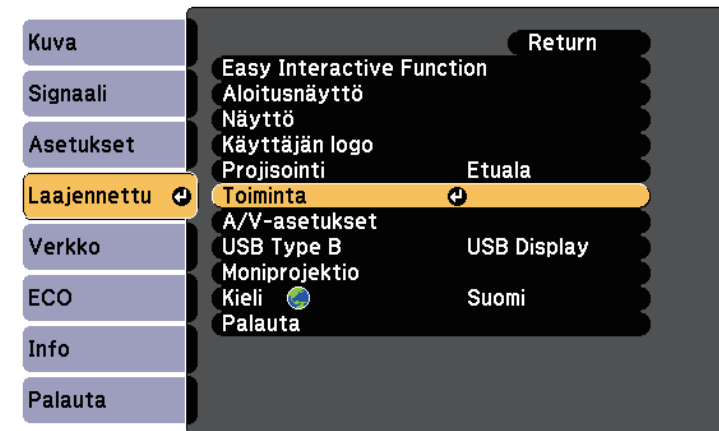 Kuva
Signaali
Asetukset
Laajennettu
Verkko
ECO
Info
Palauta
Return
Easy Interactive Function
Aloitusnäyttö
Näyttö
Käyttäjän logo
Projisointi Etuala
Toiminta
A/V-asetukset
USB Type B USB Display
Moniprojektio
Kieli Suomi
Palauta